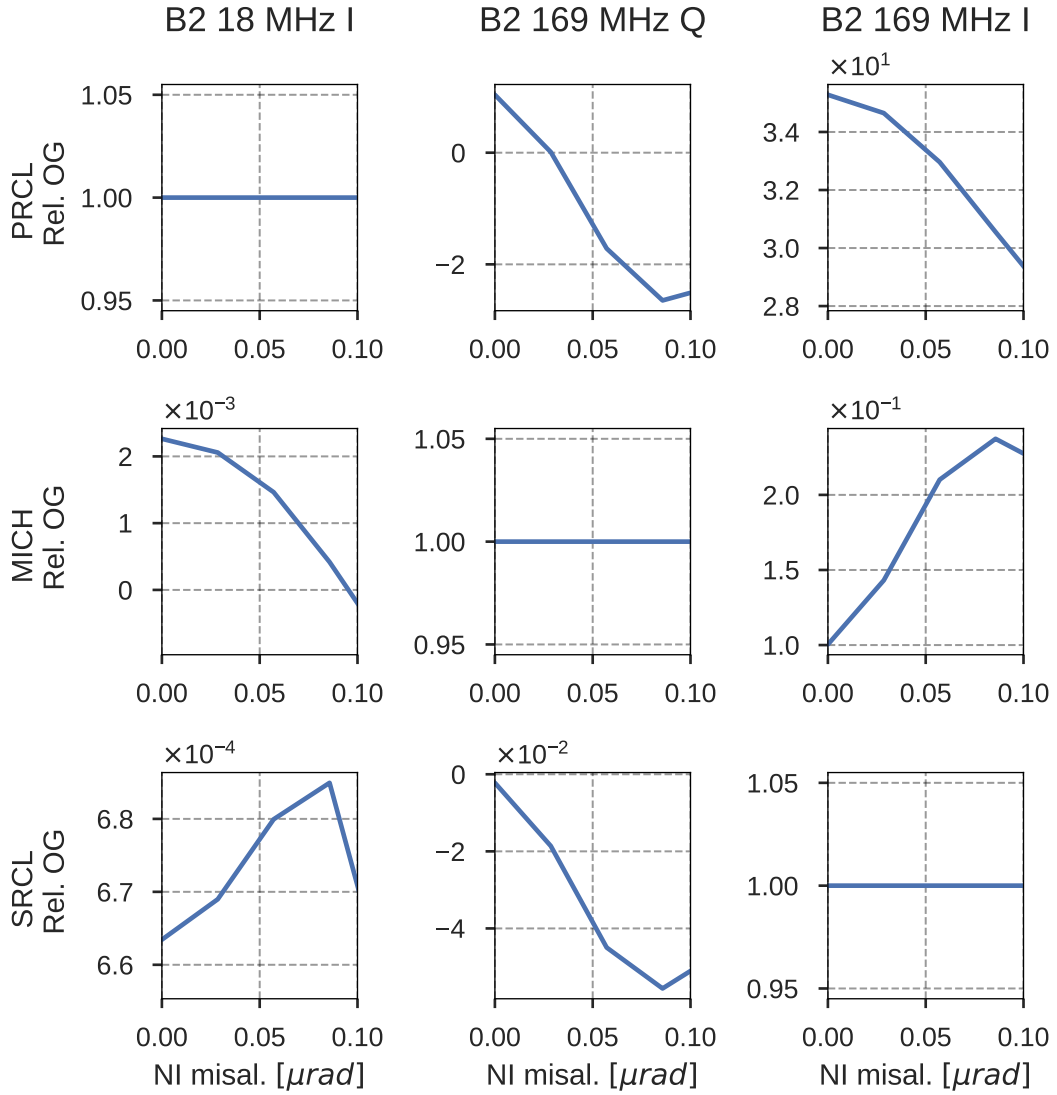 B2 18 MHz I
B2 169 MHz Q
B2 169 MHz I
PRCL
Rel. OG
1.05
1.00
0.95
0.00 0.05 0.10
0
−2
0.00 0.05 0.10
×10¹
3.4
3.2
3.0
2.8
0.00 0.05 0.10
MICH
Rel. OG
×10⁻³
2
1
0
0.00 0.05 0.10
1.05
1.00
0.95
0.00 0.05 0.10
×10⁻¹
2.0
1.5
1.0
0.00 0.05 0.10
SRCL
Rel. OG
×10⁻⁴
6.8
6.7
6.6
0.00 0.05 0.10
NI misal. [μrad]
×10⁻²
0
−2
−4
0.00 0.05 0.10
NI misal. [μrad]
1.05
1.00
0.95
0.00 0.05 0.10
NI misal. [μrad]